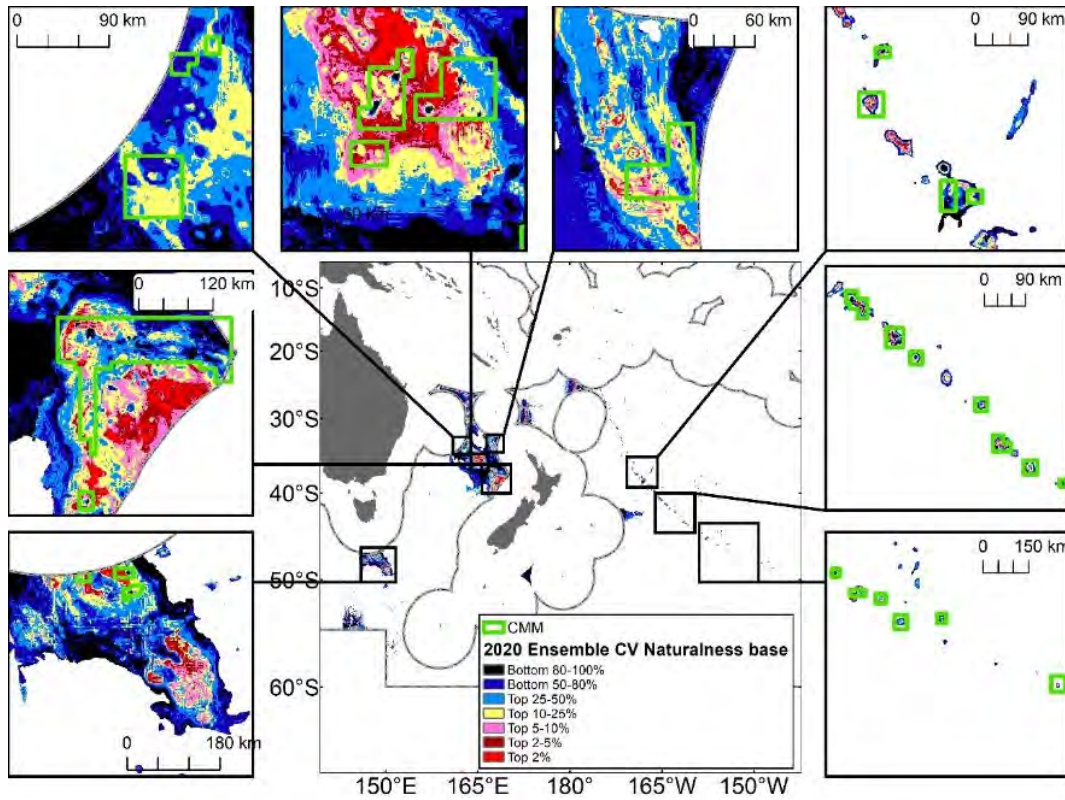 0 90 km
0 60 km
0 90 km
0 120 km
0 90 km
10°S
20°S
30°S
40°S
50°S
60°S
0 180 km
0 150 km
CMM
2020 Ensemble CV Naturalness base
Bottom 80-100%
Bottom 50-80%
Top 25-50%
Top 10-25%
Top 5-10%
Top 2-5%
Top 2%
150°E 165°E 180° 165°W 150°W